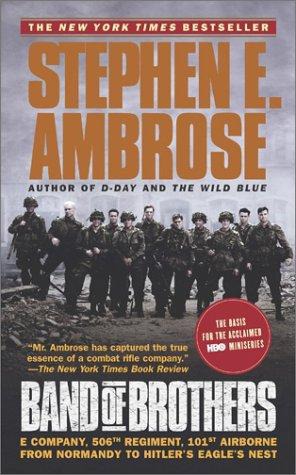 THE NEW YORK TIMES BESTSELLER
STEPHEN E.
AMBROSE
AUTHOR OF D-DAY AND THE WILD BLUE
THE BASIS
FOR THE ACCLAIMED
HBO MINISERIES
"Mr. Ambrose has captured the true
essence of a combat rifle company."
—The New York Times Book Review
BAND OF BROTHERS
E COMPANY, 506TH REGIMENT, 101ST AIRBORNE
FROM NORMANDY TO HITLER'S EAGLE'S NEST